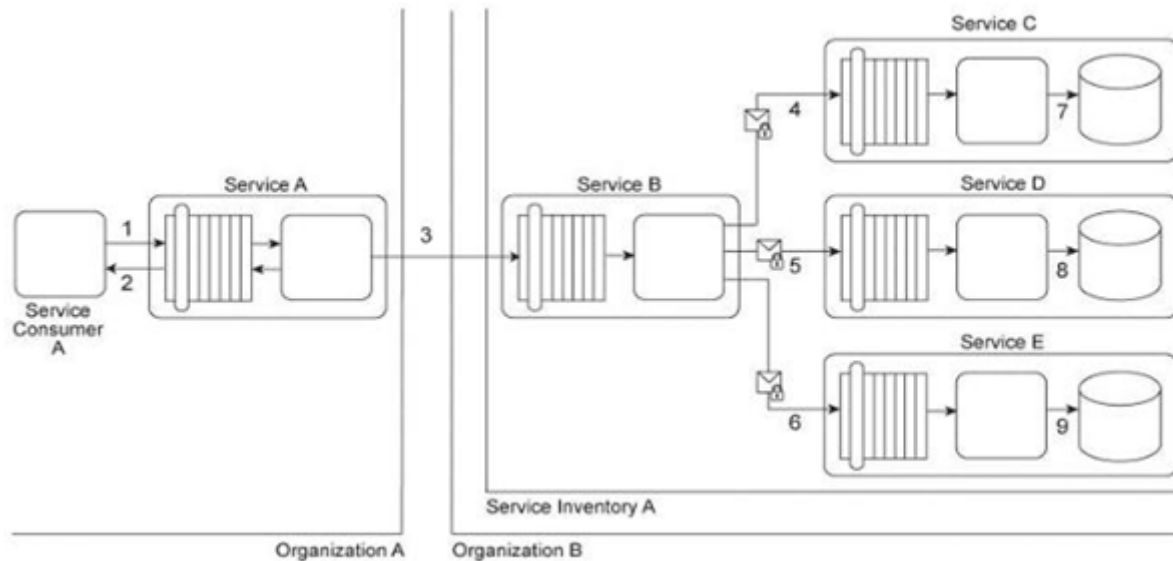 Service C
4
7
Service A
Service B
Service D
1
3
2
5
8
Service
Consumer
A
Service E
6
9
Service Inventory A
Organization A
Organization B